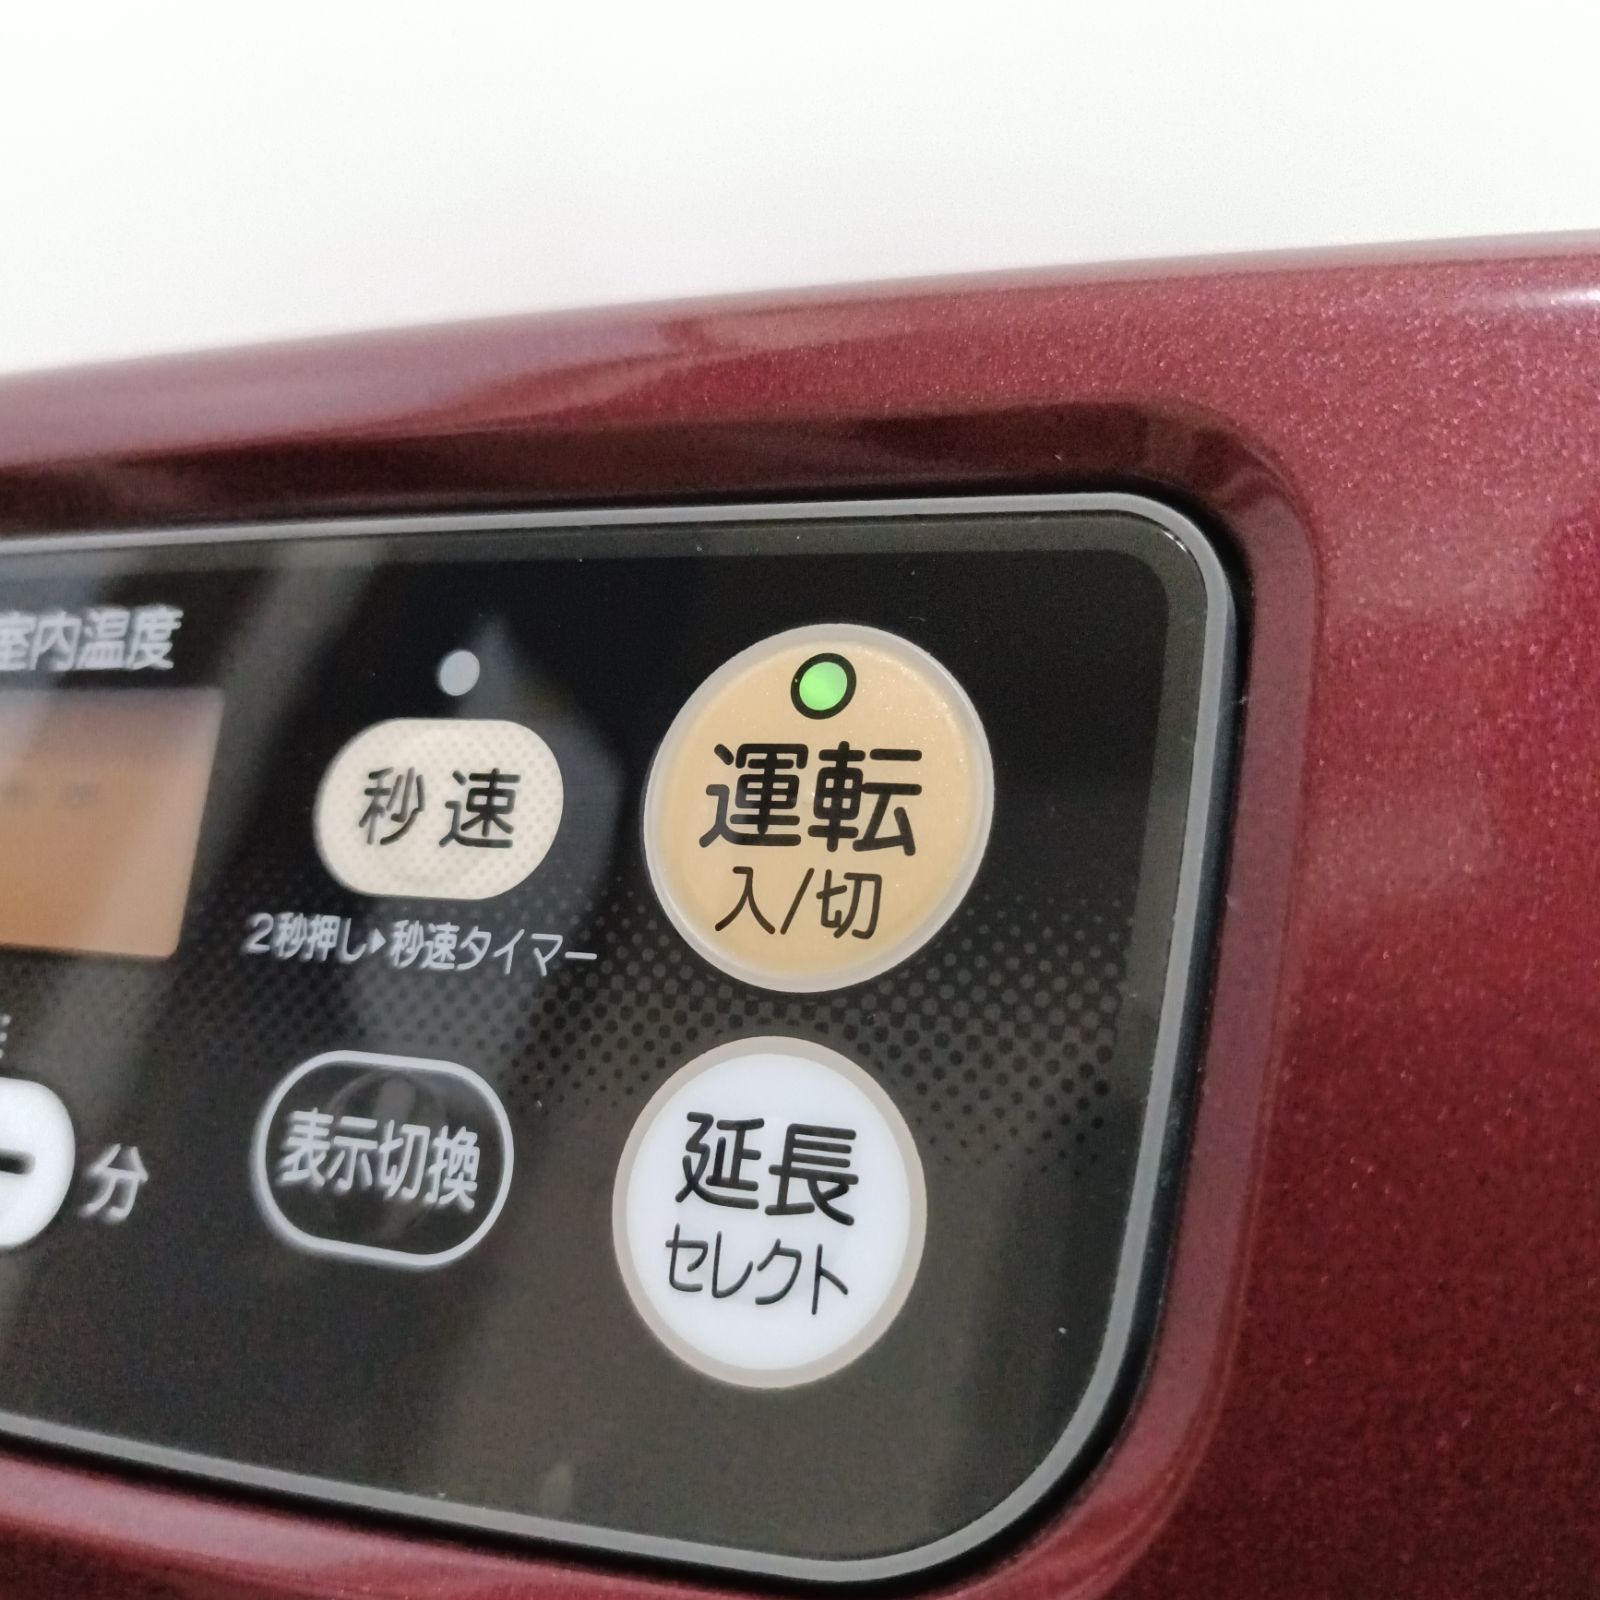 室内温度
秒速
2秒押し▶秒速タイマー
運転
入/切
分
表示切換
延長
セレクト